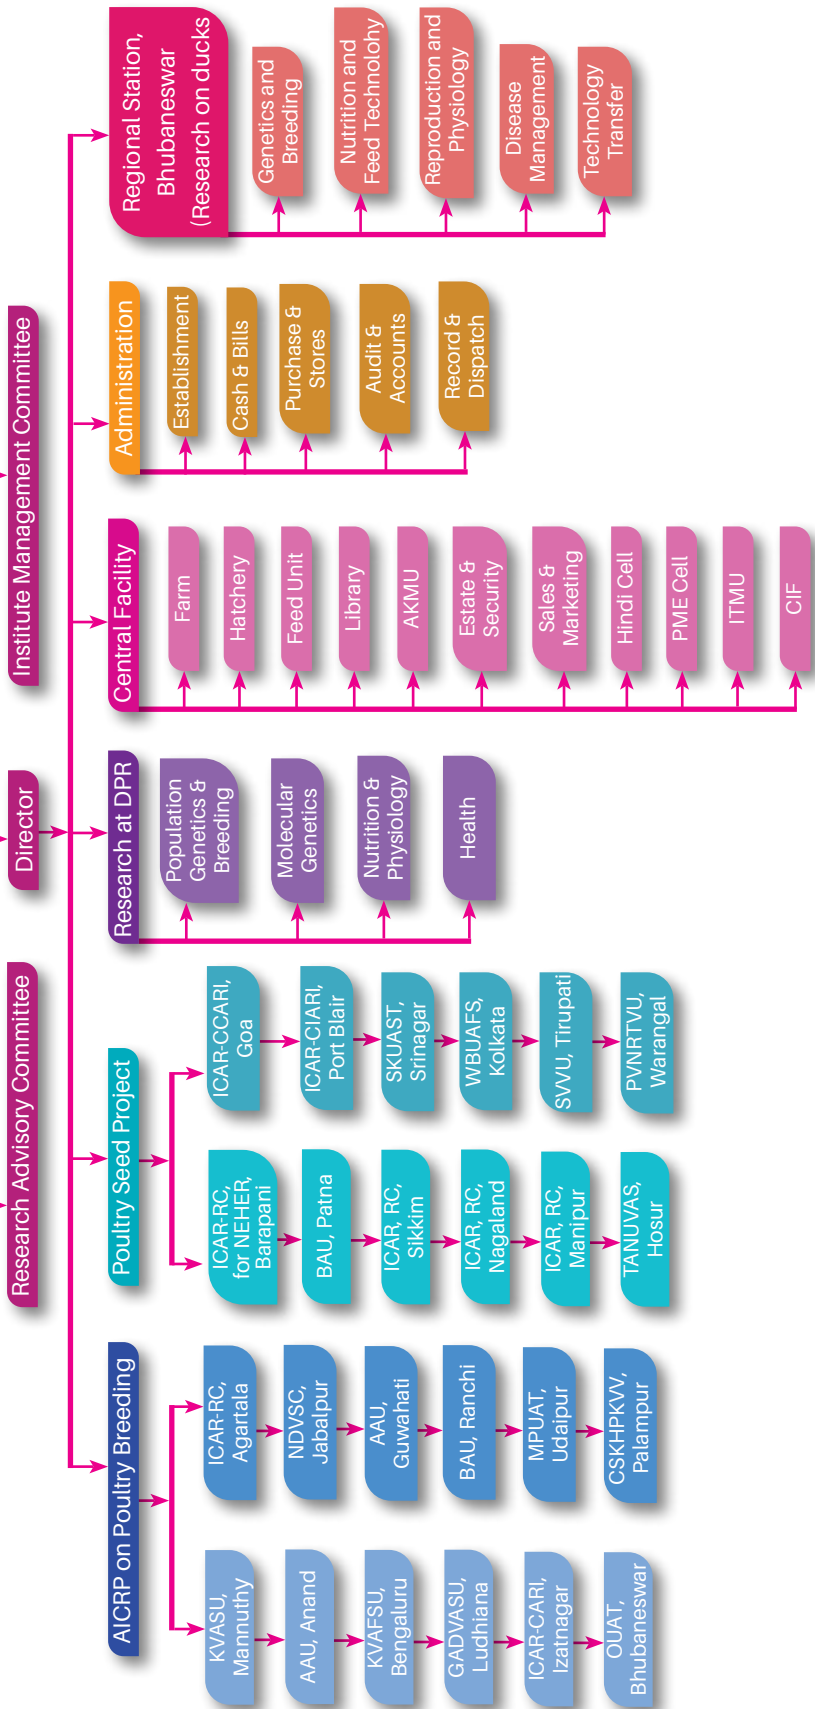 Research Advisory Committee
Director
Institute Management Committee
AICRP on Poultry Breeding
KVASU,
Mannuthy
AAU, Anand
KVAFSU,
Bengaluru
GADVASU,
Ludhiana
ICAR-CARI,
Izatnagar
OUAT,
Bhubaneswar
ICAR-RC,
Agartala
NDVSC,
Jabalpur
AAU,
Guwahati
BAU, Ranchi
MPUAT,
Udaipur
CSKHPKVV,
Palampur
Poultry Seed Project
ICAR-RC,
for NEHER,
Barapani
BAU, Patna
ICAR, RC,
Sikkim
ICAR, RC,
Nagaland
ICAR, RC,
Manipur
TANUVAS,
Hosur
ICAR-CCARI,
Goa
ICAR-CIARI,
Port Blair
SKUAST,
Srinagar
WBUAFS,
Kolkata
SVVU, Tirupati
PVNRTVU,
Warangal
Research at DPR
Population
Genetics &
Breeding
Molecular
Genetics
Nutrition &
Physiology
Health
Central Facility
Farm
Hatchery
Feed Unit
Library
AKMU
Estate &
Security
Sales &
Marketing
Hindi Cell
PME Cell
ITMU
CIF
Administration
Establishment
Cash & Bills
Purchase &
Stores
Audit &
Accounts
Record &
Dispatch
Regional Station,
Bhubaneswar
(Research on ducks)
Genetics and
Breeding
Nutrition and
Feed Technolohy
Reproduction and
Physiology
Disease
Management
Technology
Transfer